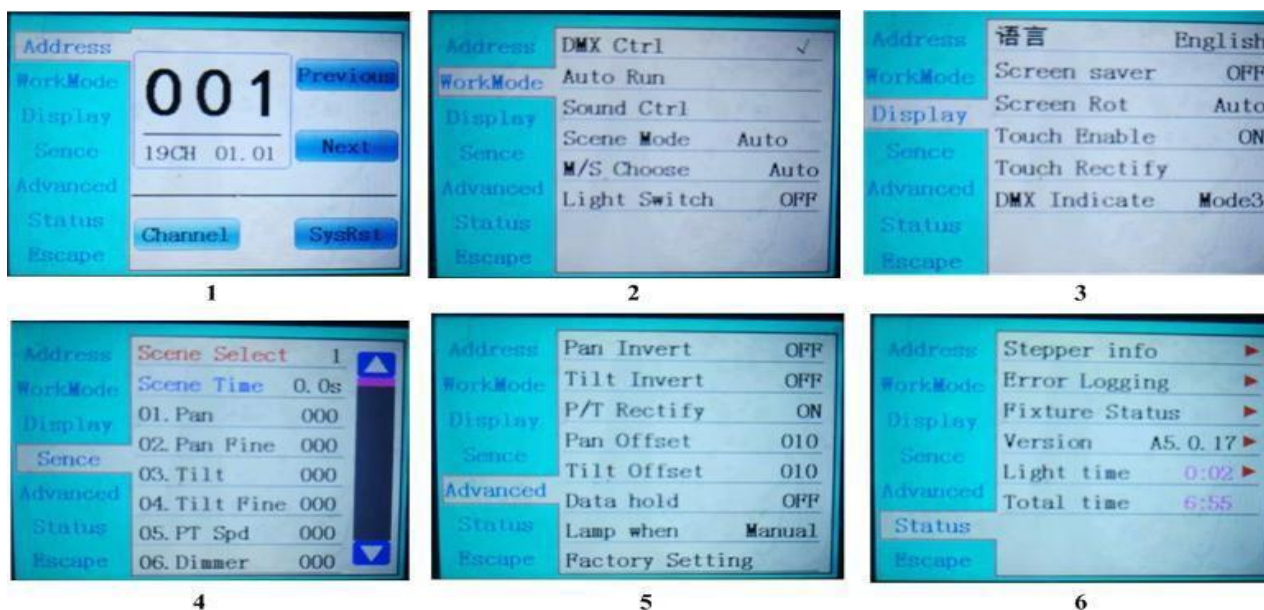 Address
WorkMode
Display
Sence
Advanced
Status
Escape
001
19CH 01.01
Previous
Next
Channel
SysRst
1
Address
WorkMode
Display
Sence
Advanced
Status
Escape
DMX Ctrl √
Auto Run
Sound Ctrl
Scene Mode Auto
M/S Choose Auto
Light Switch OFF
2
Address
WorkMode
Display
Sence
Advanced
Status
Escape
语言 English
Screen saver OFF
Screen Rot Auto
Touch Enable ON
Touch Rectify
DMX Indicate Mode3
3
Address
WorkMode
Display
Sence
Advanced
Status
Escape
Scene Select 1
Scene Time 0.0s
01. Pan 000
02. Pan Fine 000
03. Tilt 000
04. Tilt Fine 000
05. PT Spd 000
06. Dimmer 000
4
Address
WorkMode
Display
Sence
Advanced
Status
Escape
Pan Invert OFF
Tilt Invert OFF
P/T Rectify ON
Pan Offset 010
Tilt Offset 010
Data hold OFF
Lamp when Manual
Factory Setting
5
Address
WorkMode
Display
Sence
Advanced
Status
Escape
Stepper info
Error Logging
Fixture Status
Version A5.0.17
Light time 0:02
Total time 6:55
6